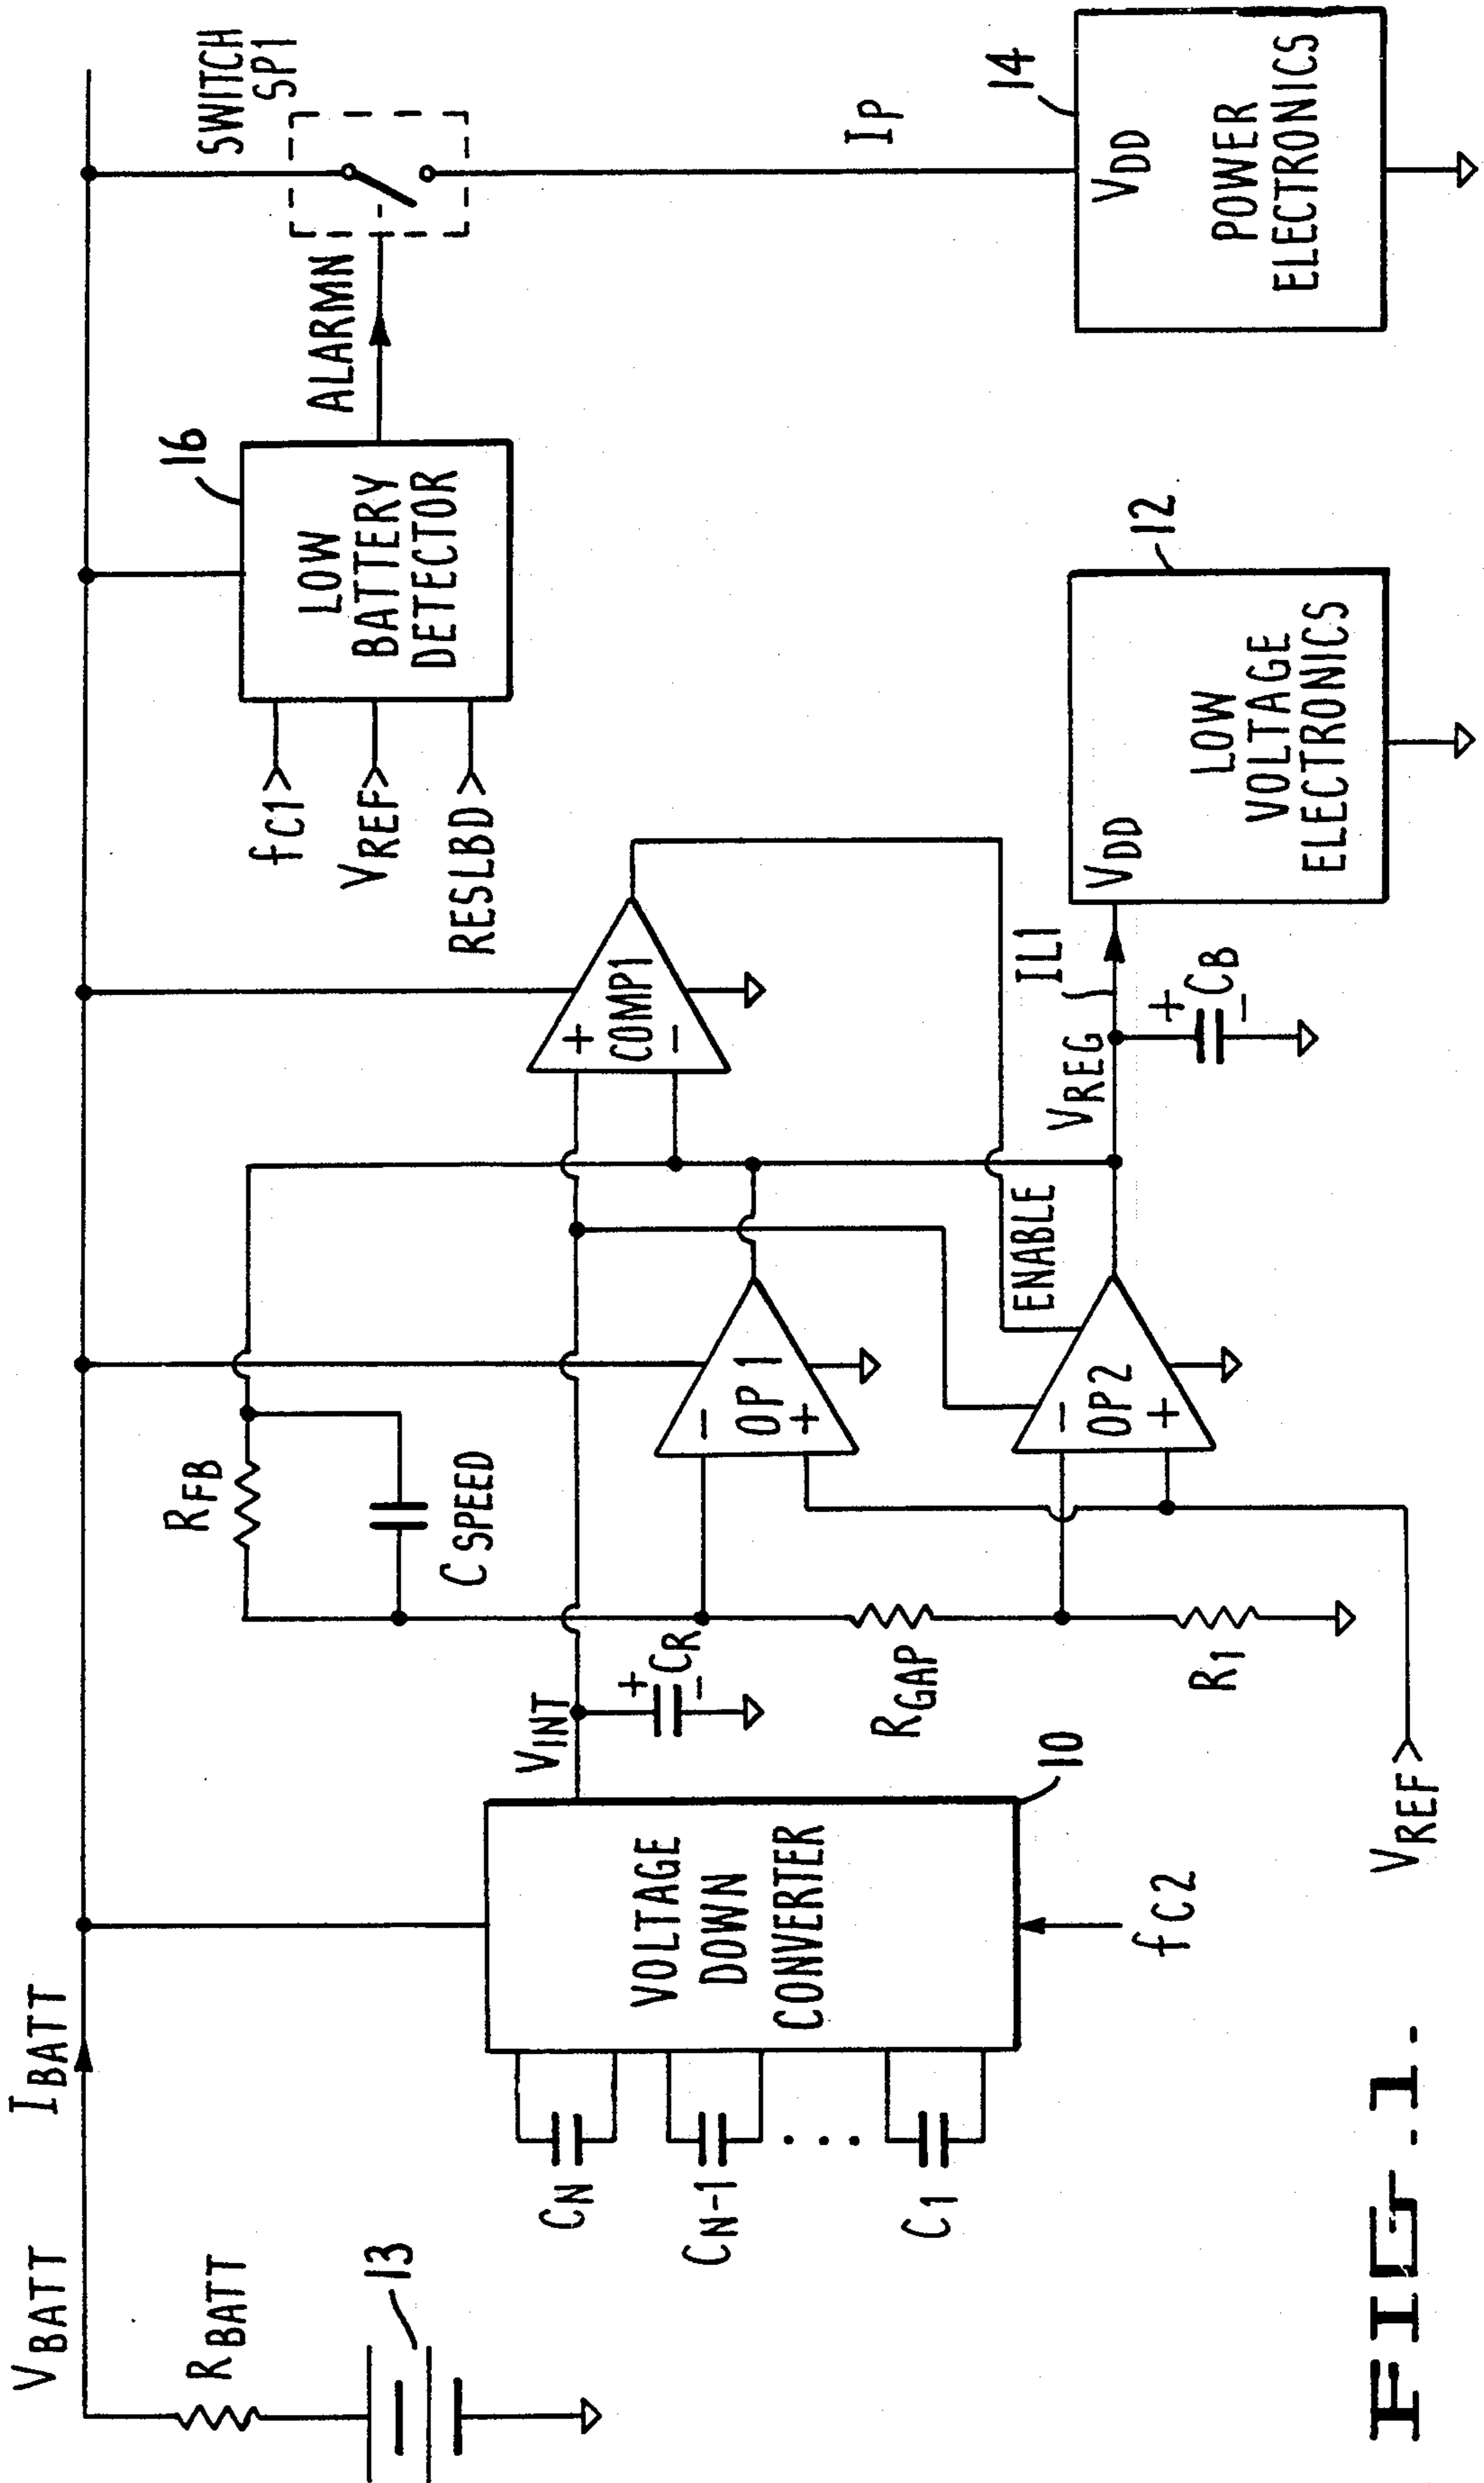 VBATT
IBATT
RBATT
13
CN
CN-1
C1
VOLTAGE
DOWN
CONVERTER
10
fC2
VINT
+
CR
-
RFB
CSPEED
RGAP
R1
VREF
-
OP1
+
-
OP2
+
ENABLE
+
COMP1
-
VREG
IL1
+
CB
-
fC1
VREF
RESLBD
LOW
BATTERY
DETECTOR
16
ALARMN
SWITCH
SP1
IP
VDD
LOW
VOLTAGE
ELECTRONICS
12
VDD
POWER
ELECTRONICS
14
FIG.1.